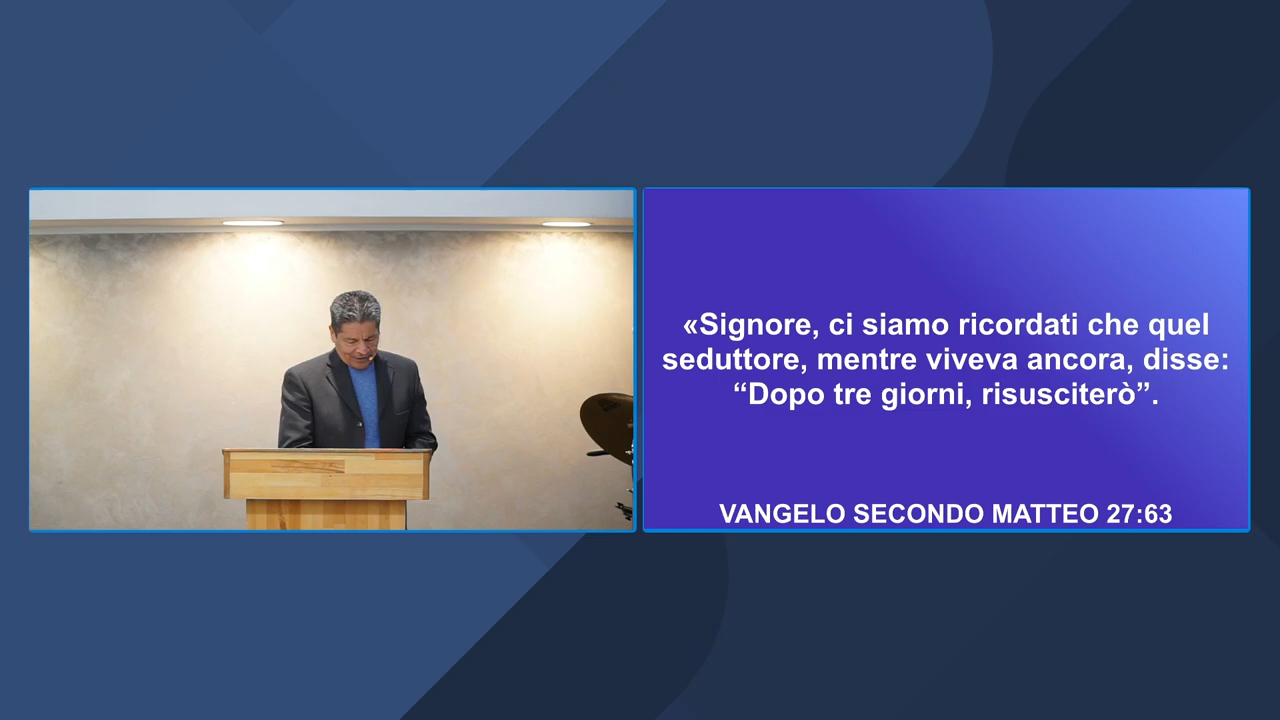 «Signore, ci siamo ricordati che quel
seduttore, mentre viveva ancora, disse:
“Dopo tre giorni, risusciterò”.
VANGELO SECONDO MATTEO 27:63